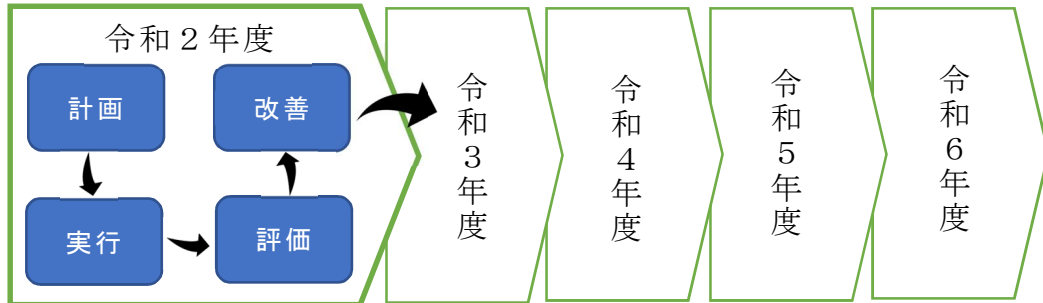 令和２年度
計画
改善
実行
評価
令和３年度
令和４年度
令和５年度
令和６年度